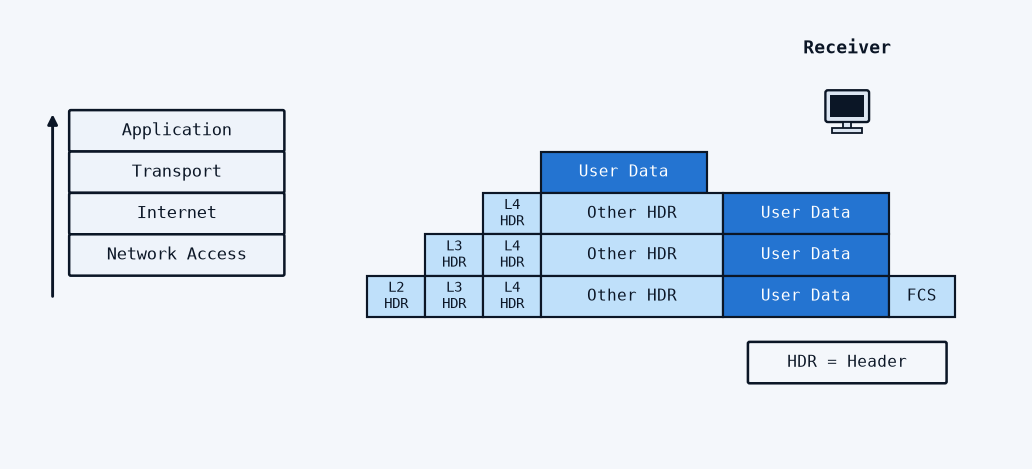 Receiver
Application
Transport
Internet
Network Access
User Data
L4 HDR Other HDR User Data
L3 HDR L4 HDR Other HDR User Data
L2 HDR L3 HDR L4 HDR Other HDR User Data FCS
HDR = Header